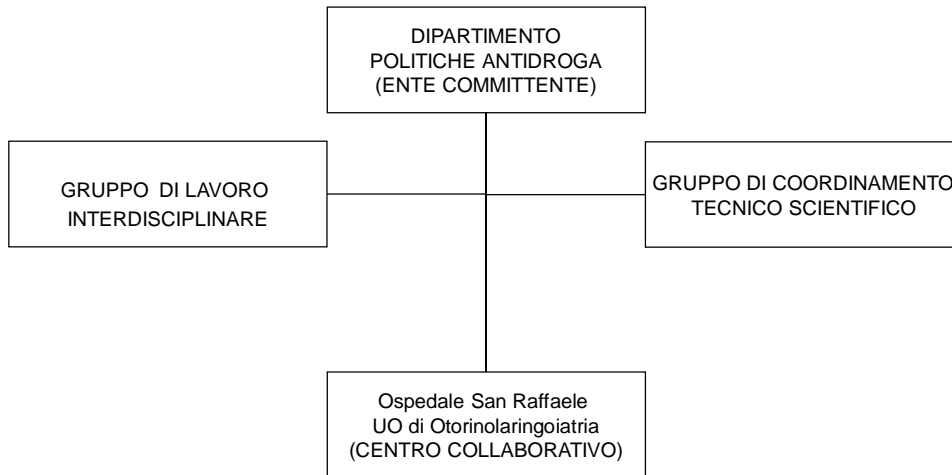 DIPARTIMENTO
POLITICHE ANTIDROGA
(ENTE COMMITTENTE)
GRUPPO DI LAVORO
INTERDISCIPLINARE
GRUPPO DI COORDINAMENTO
TECNICO SCIENTIFICO
Ospedale San Raffaele
UO di Otorinolaringoiatria
(CENTRO COLLABORATIVO)